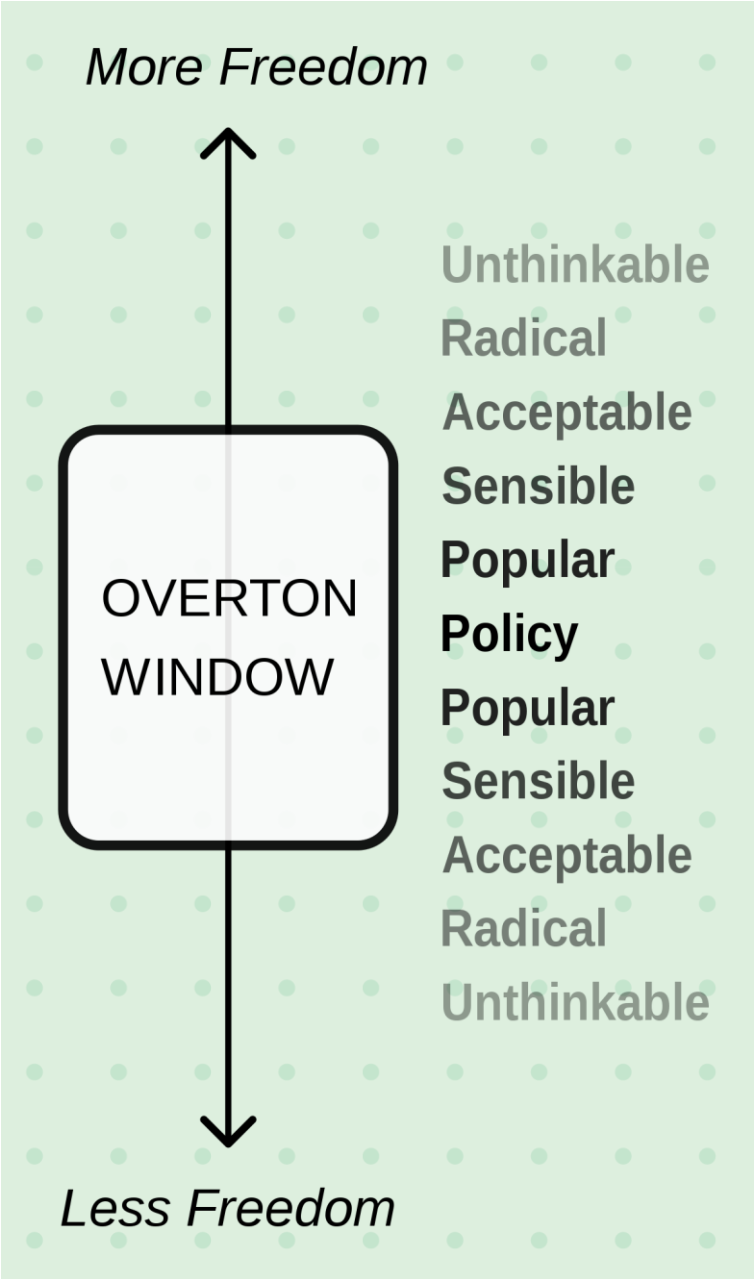 More Freedom
Unthinkable
Radical
Acceptable
Sensible
Popular
Policy
Popular
Sensible
Acceptable
Radical
Unthinkable
OVERTON
WINDOW
Less Freedom